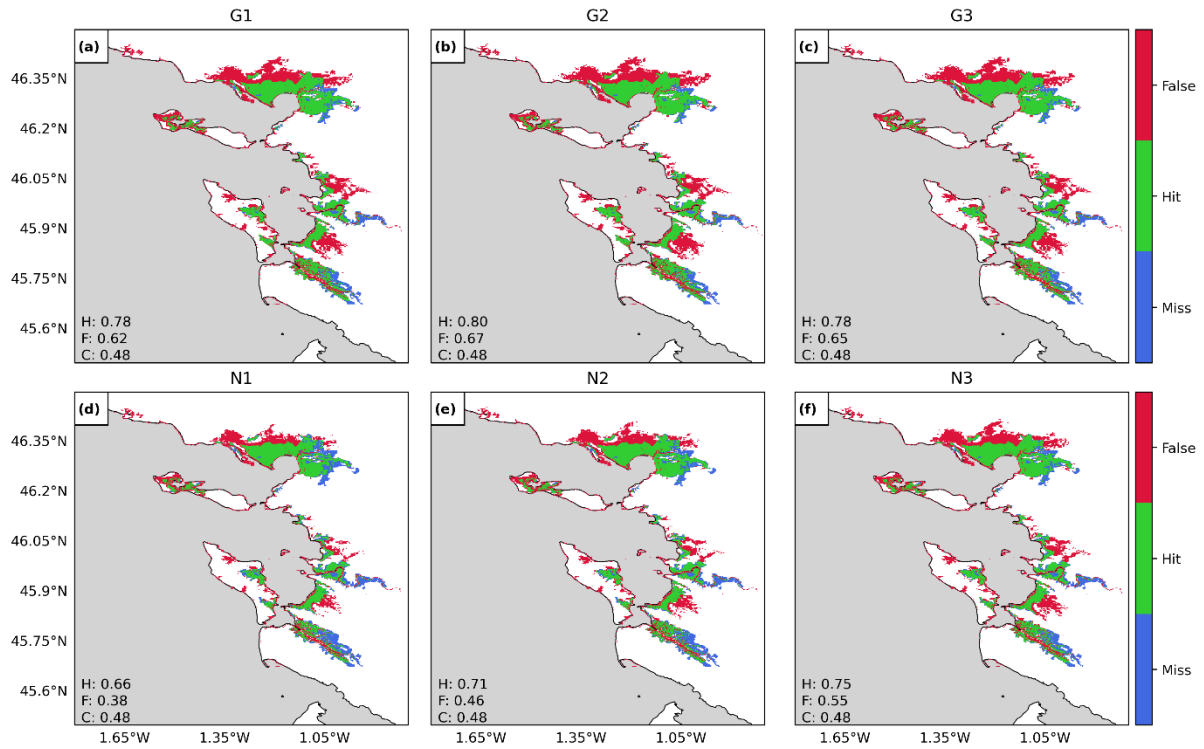 G1
G2
G3
(a)
(b)
(c)
46.35°N
46.2°N
46.05°N
45.9°N
45.75°N
45.6°N
H: 0.78
F: 0.62
C: 0.48
H: 0.80
F: 0.67
C: 0.48
H: 0.78
F: 0.65
C: 0.48
False
Hit
Miss
N1
N2
N3
(d)
(e)
(f)
46.35°N
46.2°N
46.05°N
45.9°N
45.75°N
45.6°N
H: 0.66
F: 0.38
C: 0.48
H: 0.71
F: 0.46
C: 0.48
H: 0.75
F: 0.55
C: 0.48
False
Hit
Miss
1.65°W
1.35°W
1.05°W
1.65°W
1.35°W
1.05°W
1.65°W
1.35°W
1.05°W